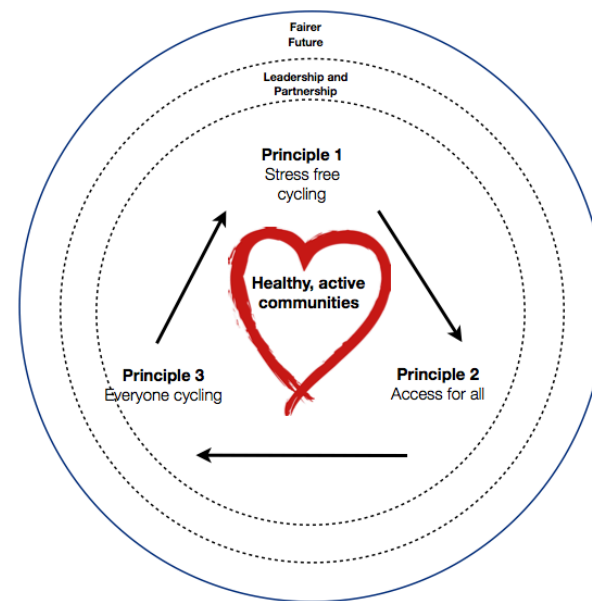 Fairer
Future
Leadership and
Partnership
Principle 1
Stress free
cycling
Healthy, active
communities
Principle 3
Everyone cycling
Principle 2
Access for all